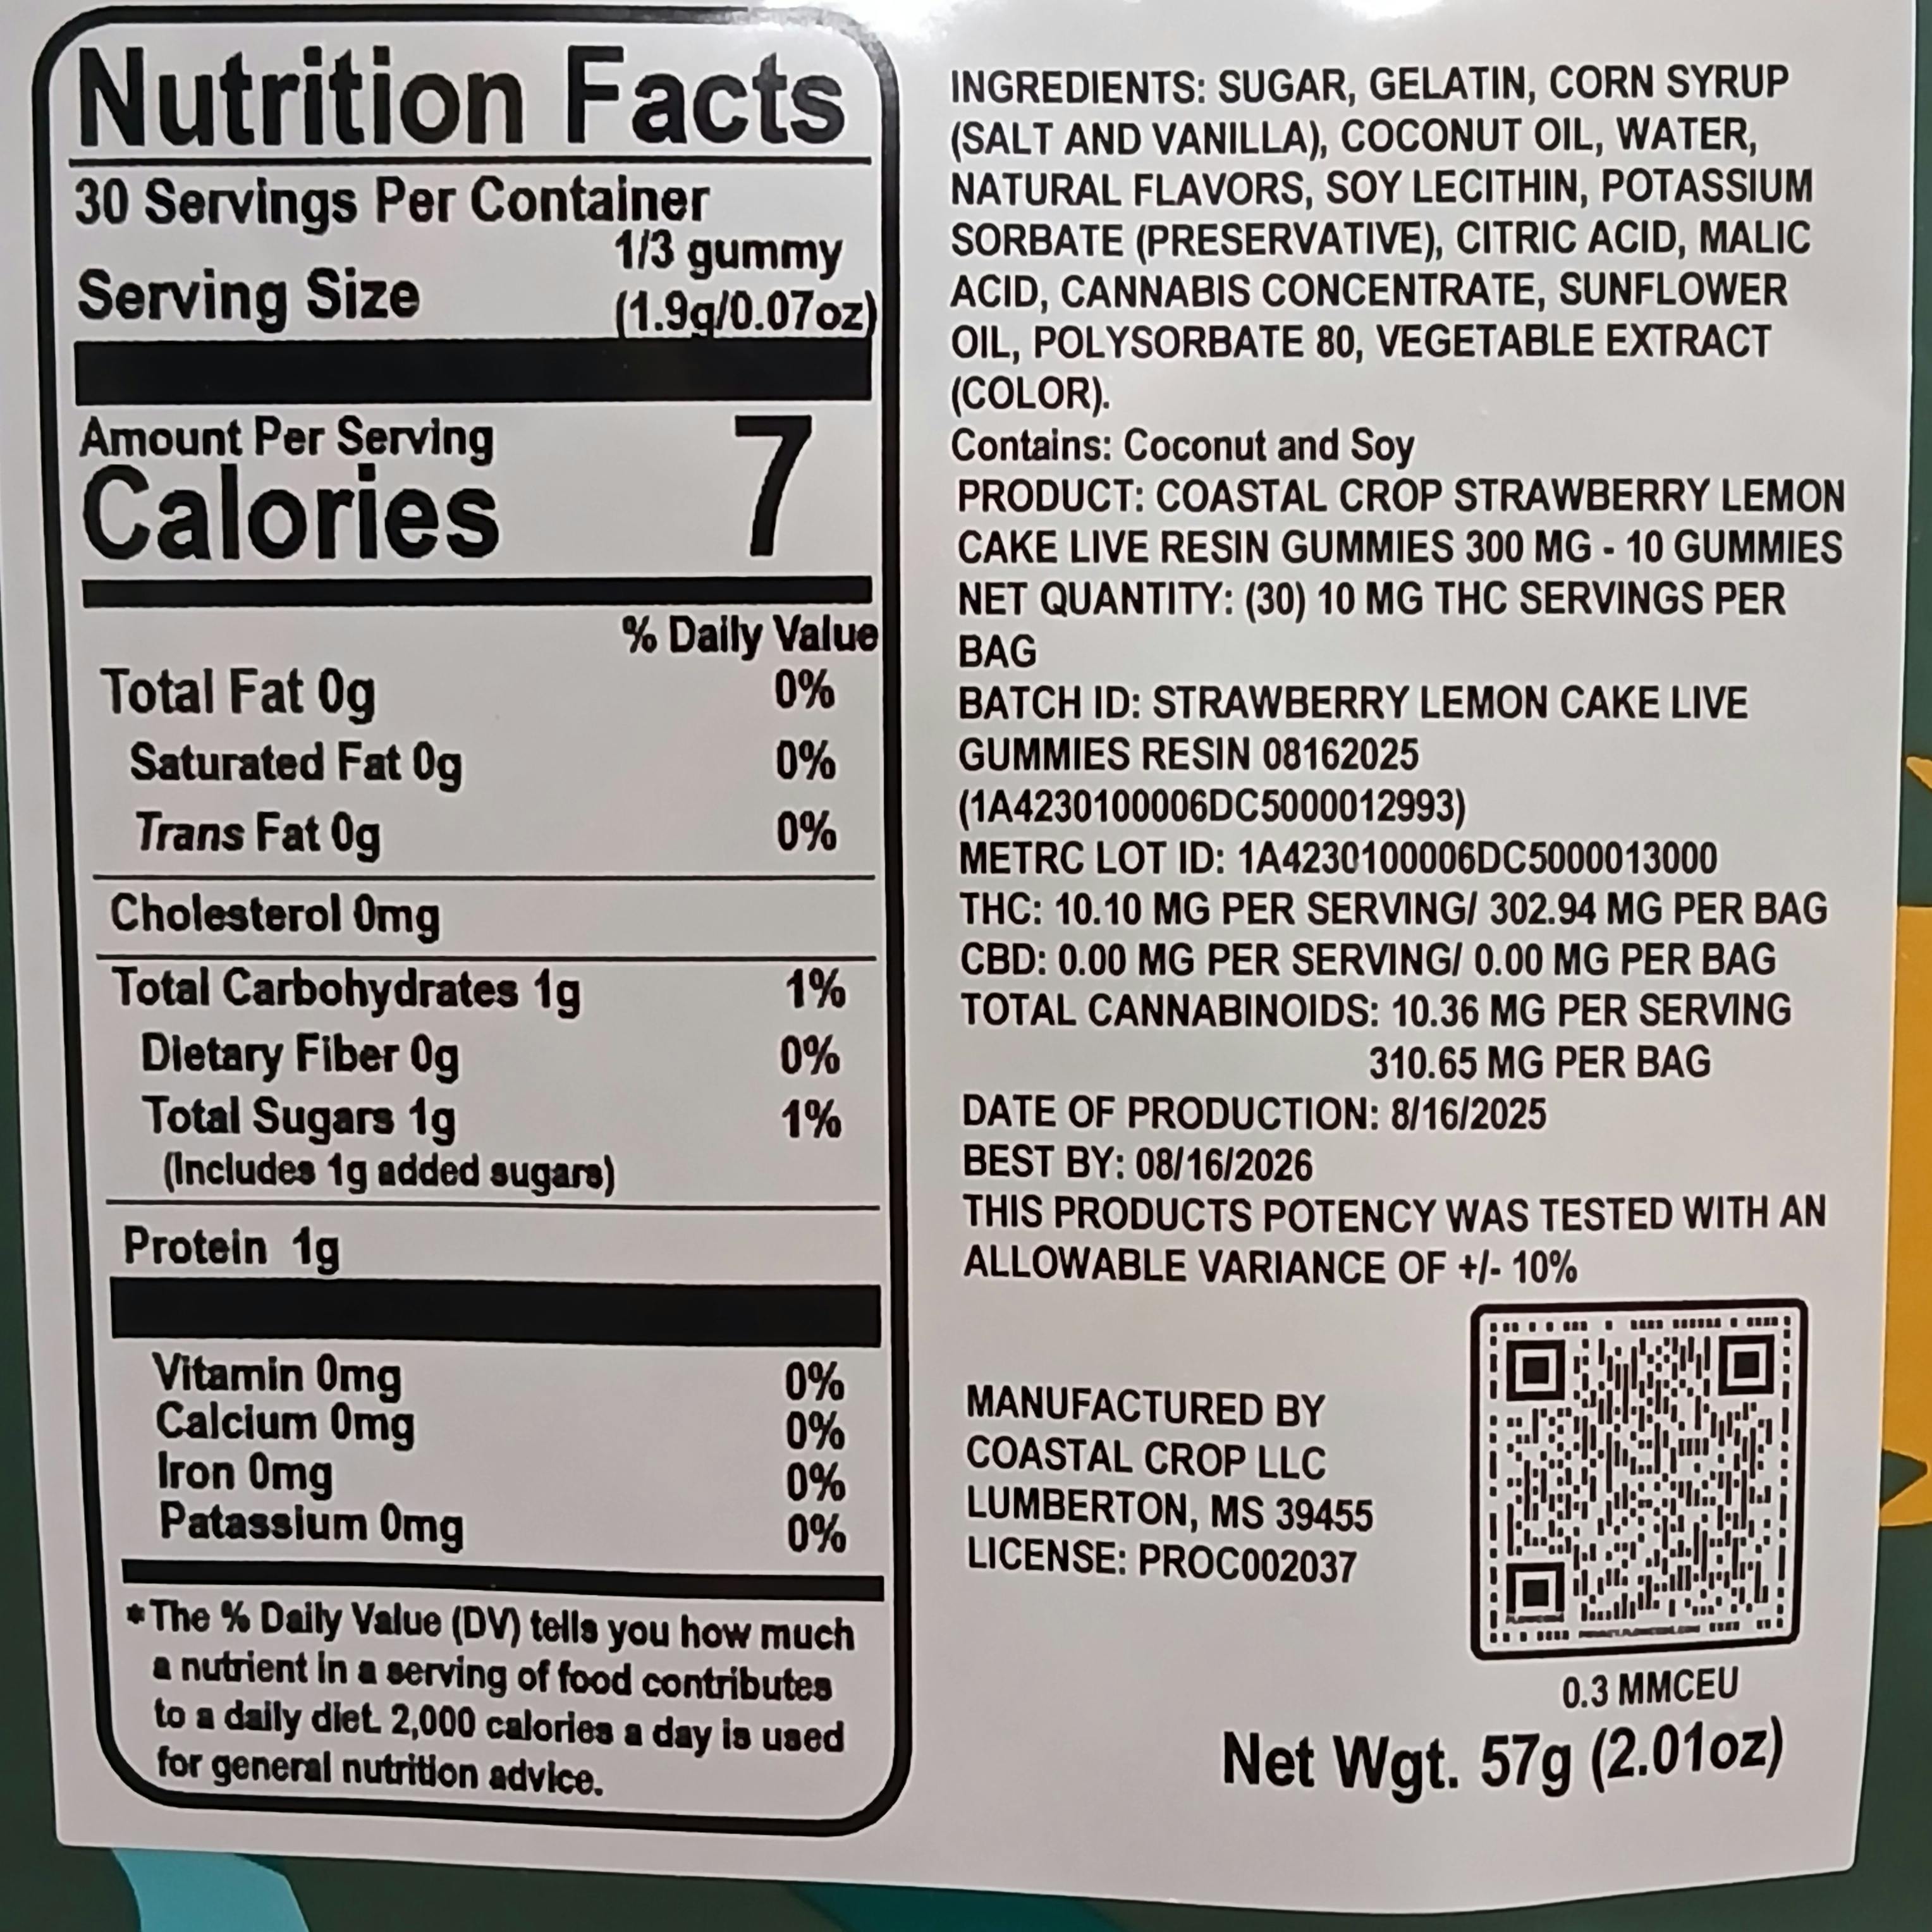 Nutrition Facts
30 Servings Per Container
Serving Size 1/3 gummy
(1.9g/0.07oz)
Amount Per Serving
Calories 7
% Daily Value
Total Fat 0g 0%
Saturated Fat 0g 0%
Trans Fat 0g 0%
Cholesterol 0mg
Total Carbohydrates 1g 1%
Dietary Fiber 0g 0%
Total Sugars 1g 1%
(Includes 1g added sugars)
Protein 1g
Vitamin 0mg 0%
Calcium 0mg 0%
Iron 0mg 0%
Patassium 0mg 0%
*The % Daily Value (DV) tells you how much
a nutrient in a serving of food contributes
to a daily diet. 2,000 calories a day is used
for general nutrition advice.
INGREDIENTS: SUGAR, GELATIN, CORN SYRUP
(SALT AND VANILLA), COCONUT OIL, WATER,
NATURAL FLAVORS, SOY LECITHIN, POTASSIUM
SORBATE (PRESERVATIVE), CITRIC ACID, MALIC
ACID, CANNABIS CONCENTRATE, SUNFLOWER
OIL, POLYSORBATE 80, VEGETABLE EXTRACT
(COLOR).
Contains: Coconut and Soy
PRODUCT: COASTAL CROP STRAWBERRY LEMON
CAKE LIVE RESIN GUMMIES 300 MG - 10 GUMMIES
NET QUANTITY: (30) 10 MG THC SERVINGS PER
BAG
BATCH ID: STRAWBERRY LEMON CAKE LIVE
GUMMIES RESIN 08162025
(1A4230100006DC5000012993)
METRC LOT ID: 1A4230100006DC5000013000
THC: 10.10 MG PER SERVING/ 302.94 MG PER BAG
CBD: 0.00 MG PER SERVING/ 0.00 MG PER BAG
TOTAL CANNABINOIDS: 10.36 MG PER SERVING
310.65 MG PER BAG
DATE OF PRODUCTION: 8/16/2025
BEST BY: 08/16/2026
THIS PRODUCTS POTENCY WAS TESTED WITH AN
ALLOWABLE VARIANCE OF +/- 10%
MANUFACTURED BY
COASTAL CROP LLC
LUMBERTON, MS 39455
LICENSE: PROC002037
0.3 MMCEU
Net Wgt. 57g (2.01oz)